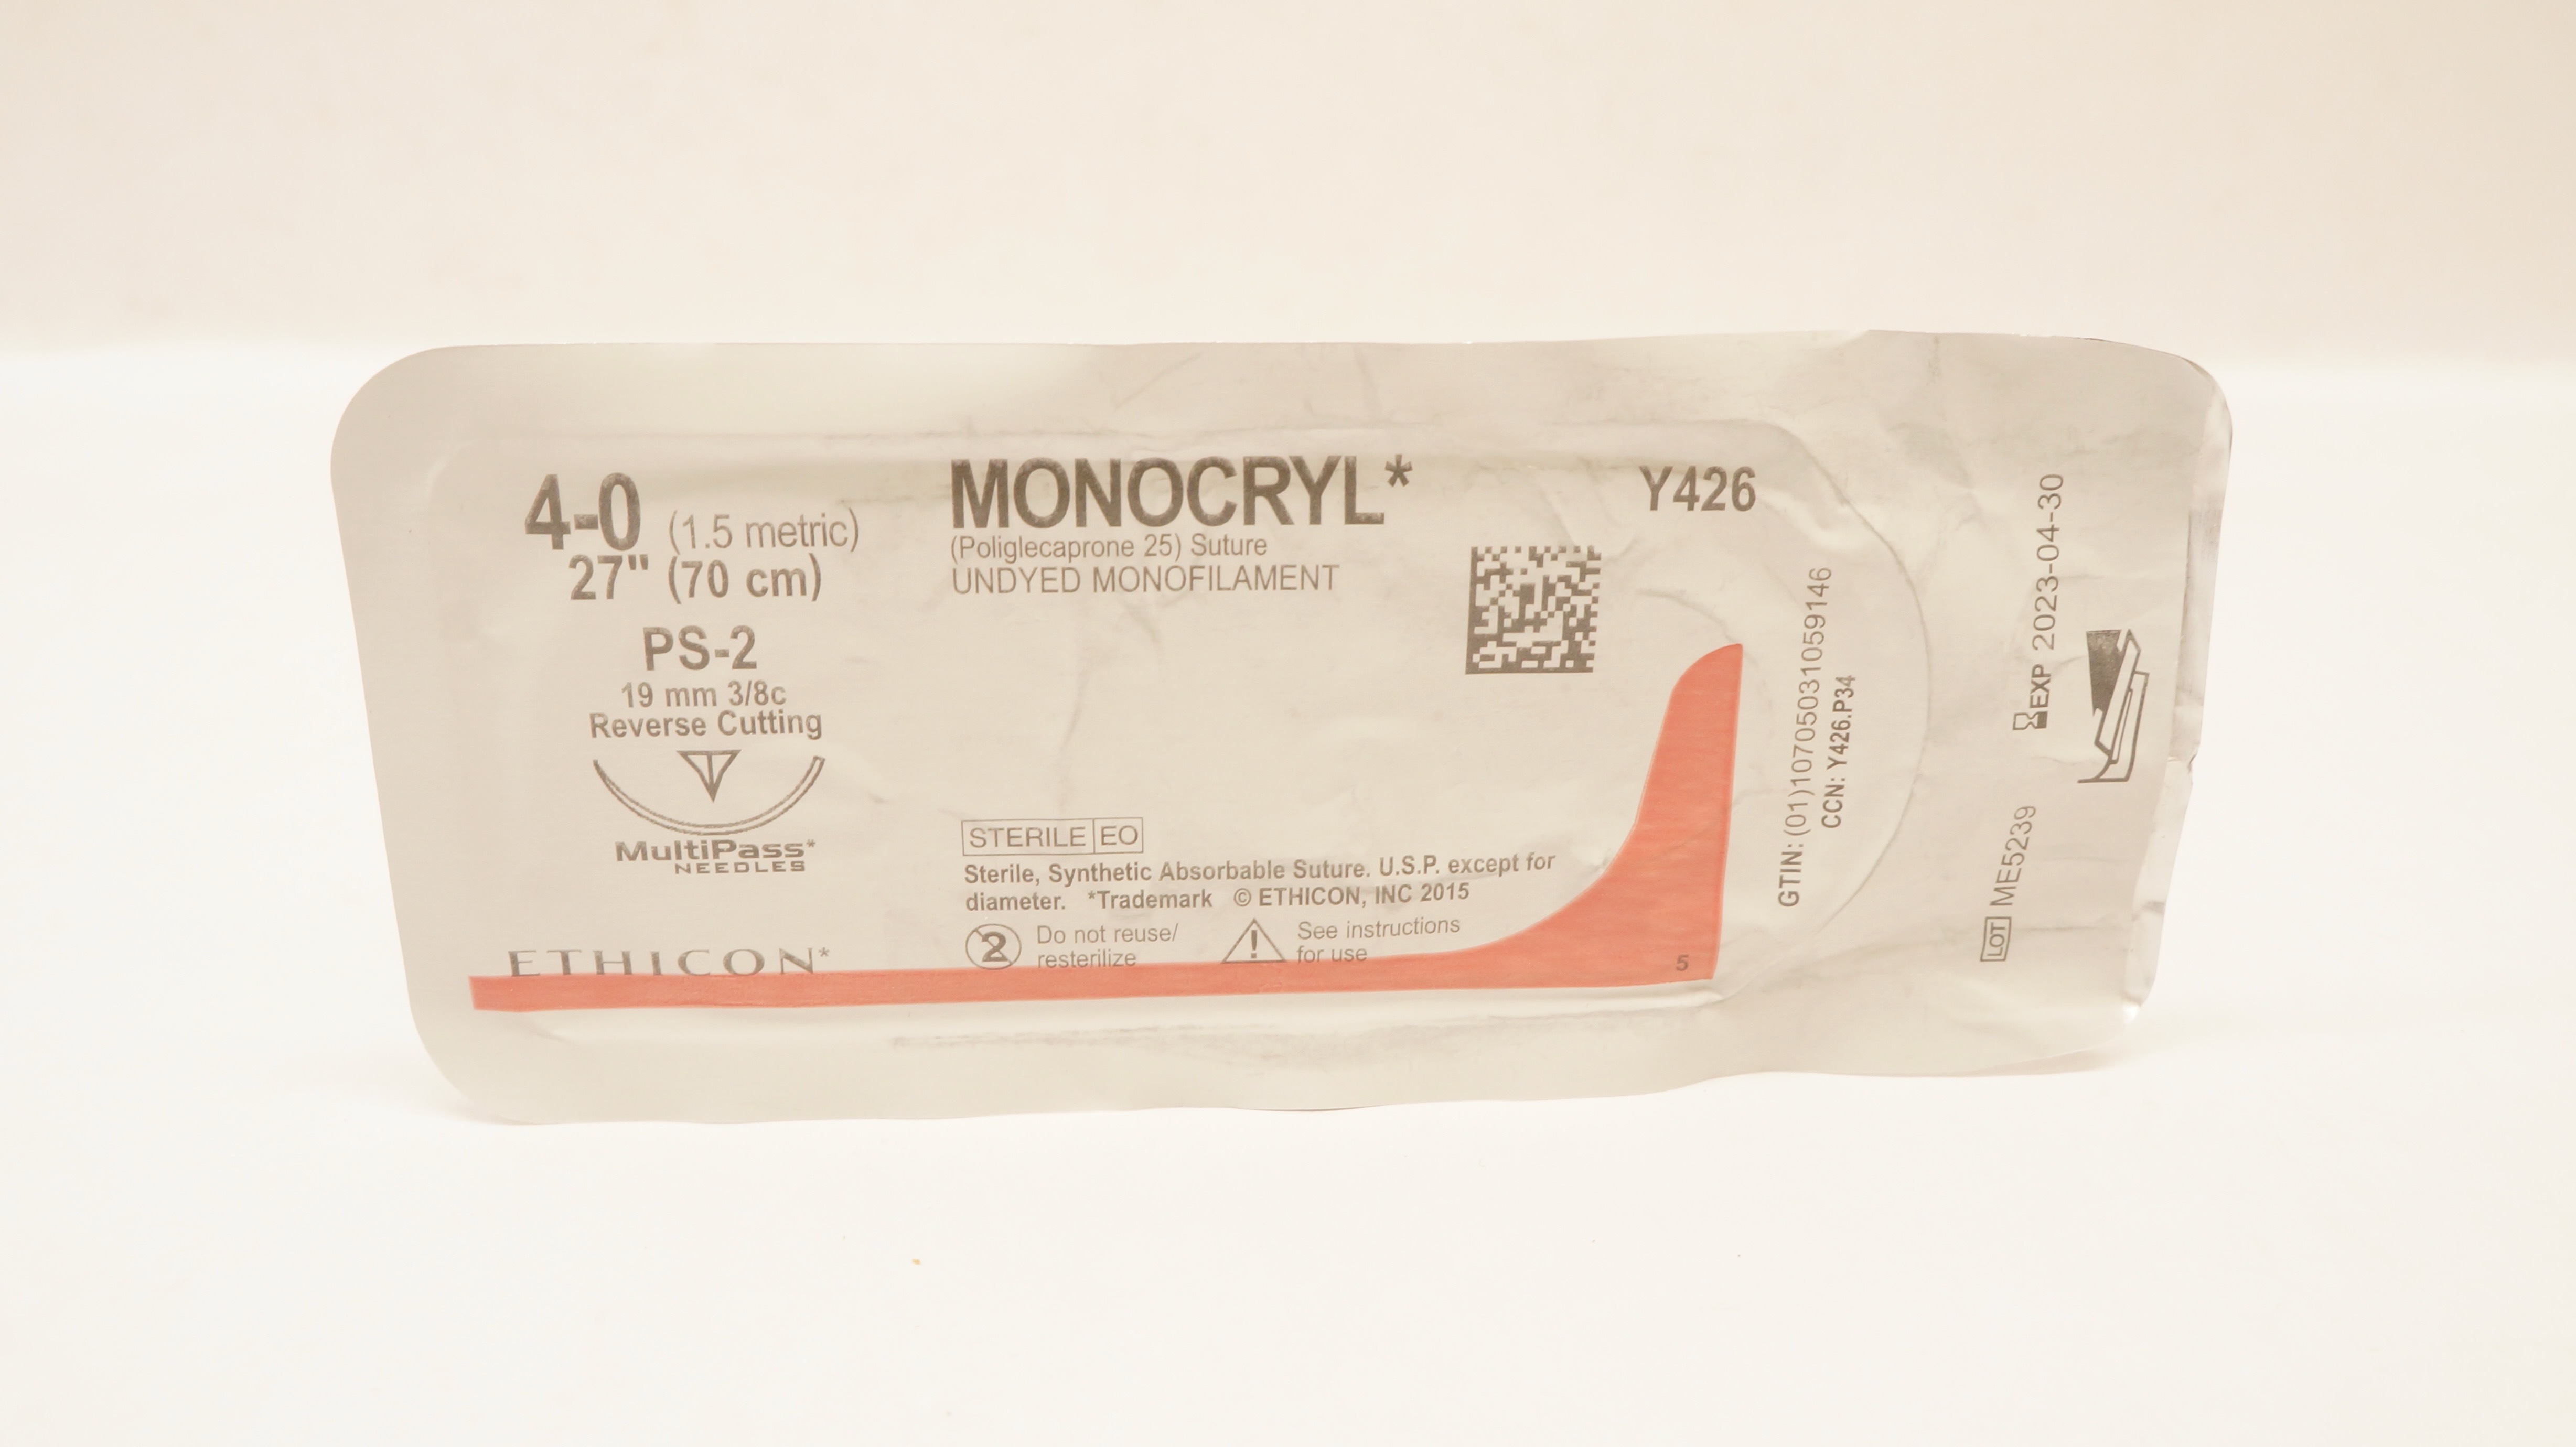 4-0 (1.5 metric)
27" (70 cm)
PS-2
19 mm 3/8c
Reverse Cutting
MultiPass*
NEEDLES
ETHICON*
MONOCRYL*
(Poliglecaprone 25) Suture
UNDYED MONOFILAMENT
STERILE EO
Sterile, Synthetic Absorbable Suture. U.S.P. except for
diameter. *Trademark © ETHICON, INC 2015
2 Do not reuse/
resterilize
! See instructions
for use
Y426
5
GTIN: (01)10705031059146
CCN: Y426.P34
EXP 2023-04-30
LOT ME5239